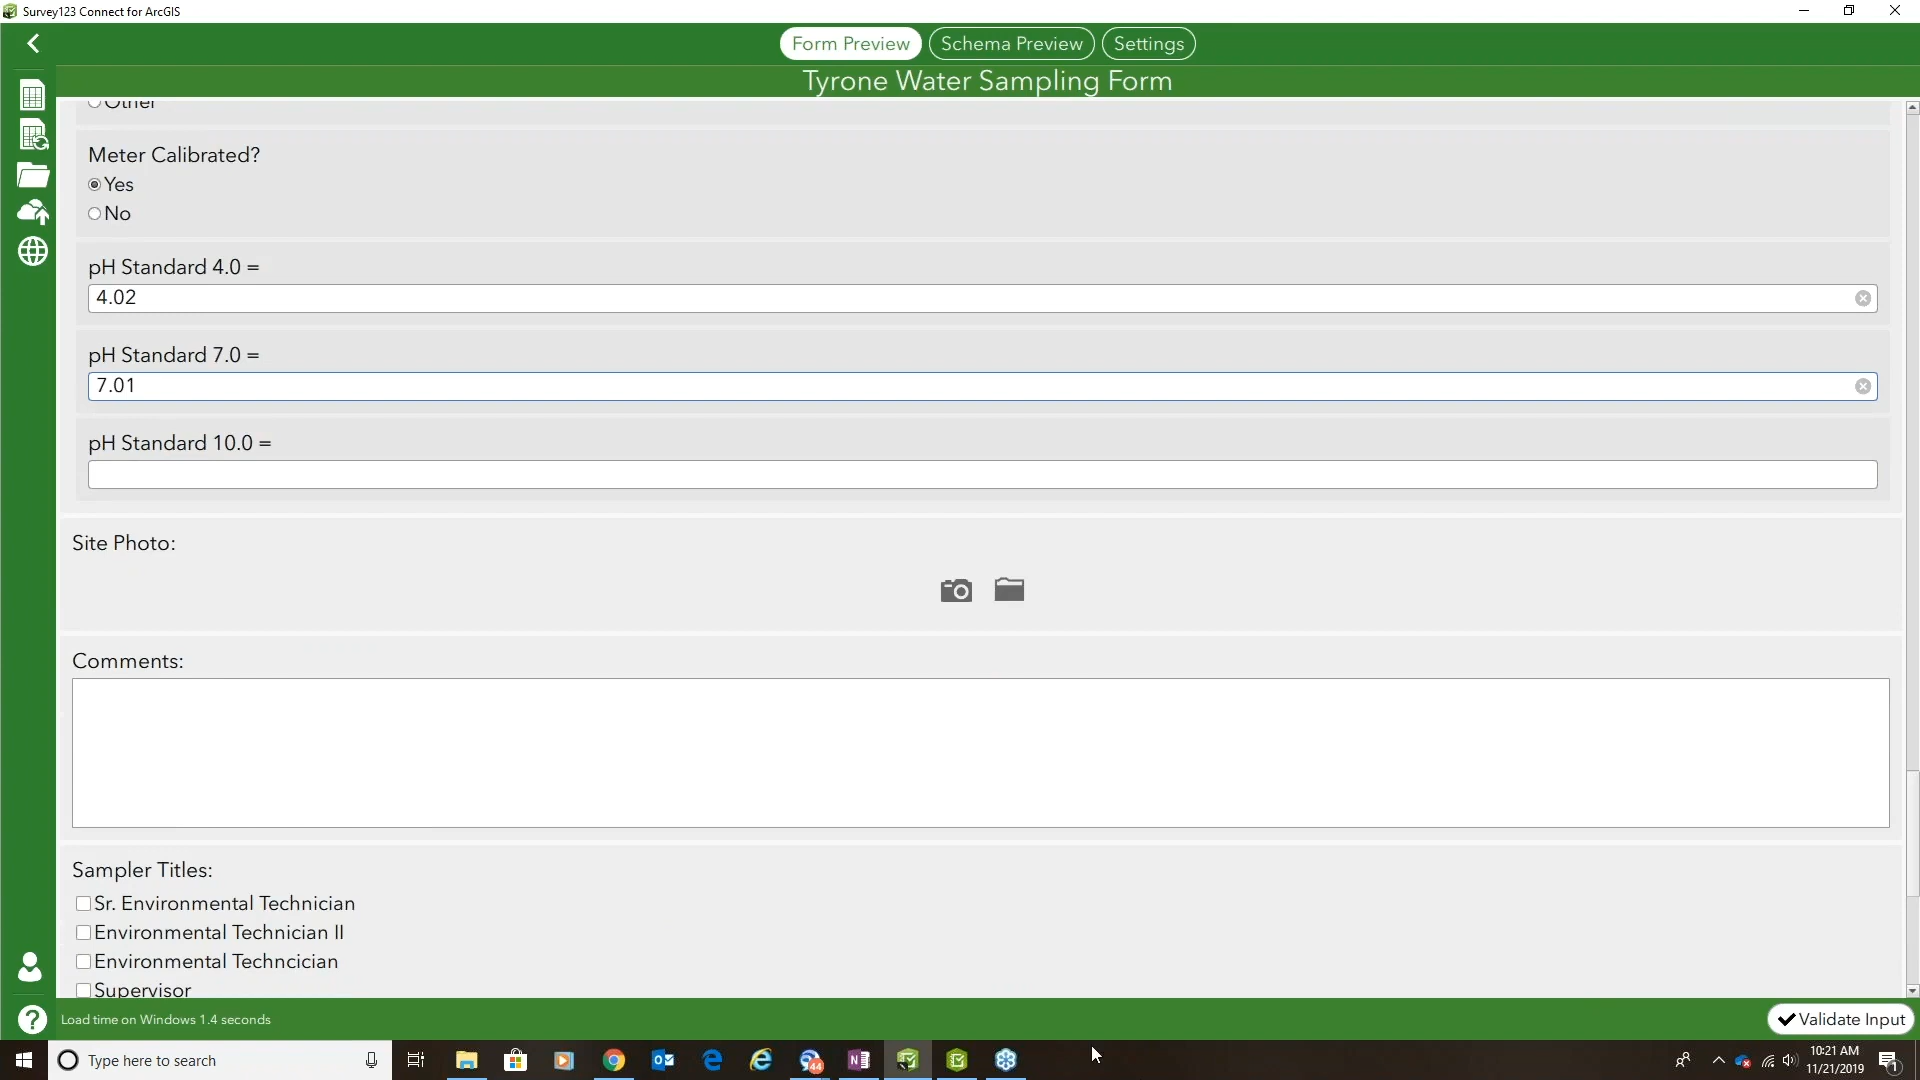 Survey123 Connect for ArcGIS
Form Preview Schema Preview Settings
Tyrone Water Sampling Form
Other
Meter Calibrated?
Yes
No
pH Standard 4.0 =
4.02
pH Standard 7.0 =
7.01
pH Standard 10.0 =
Site Photo:
Comments:
Sampler Titles:
Sr. Environmental Technician
Environmental Technician II
Environmental Techncician
Supervisor
? Load time on Windows 1.4 seconds
Validate Input
Type here to search
44
10:21 AM
11/21/2019
1